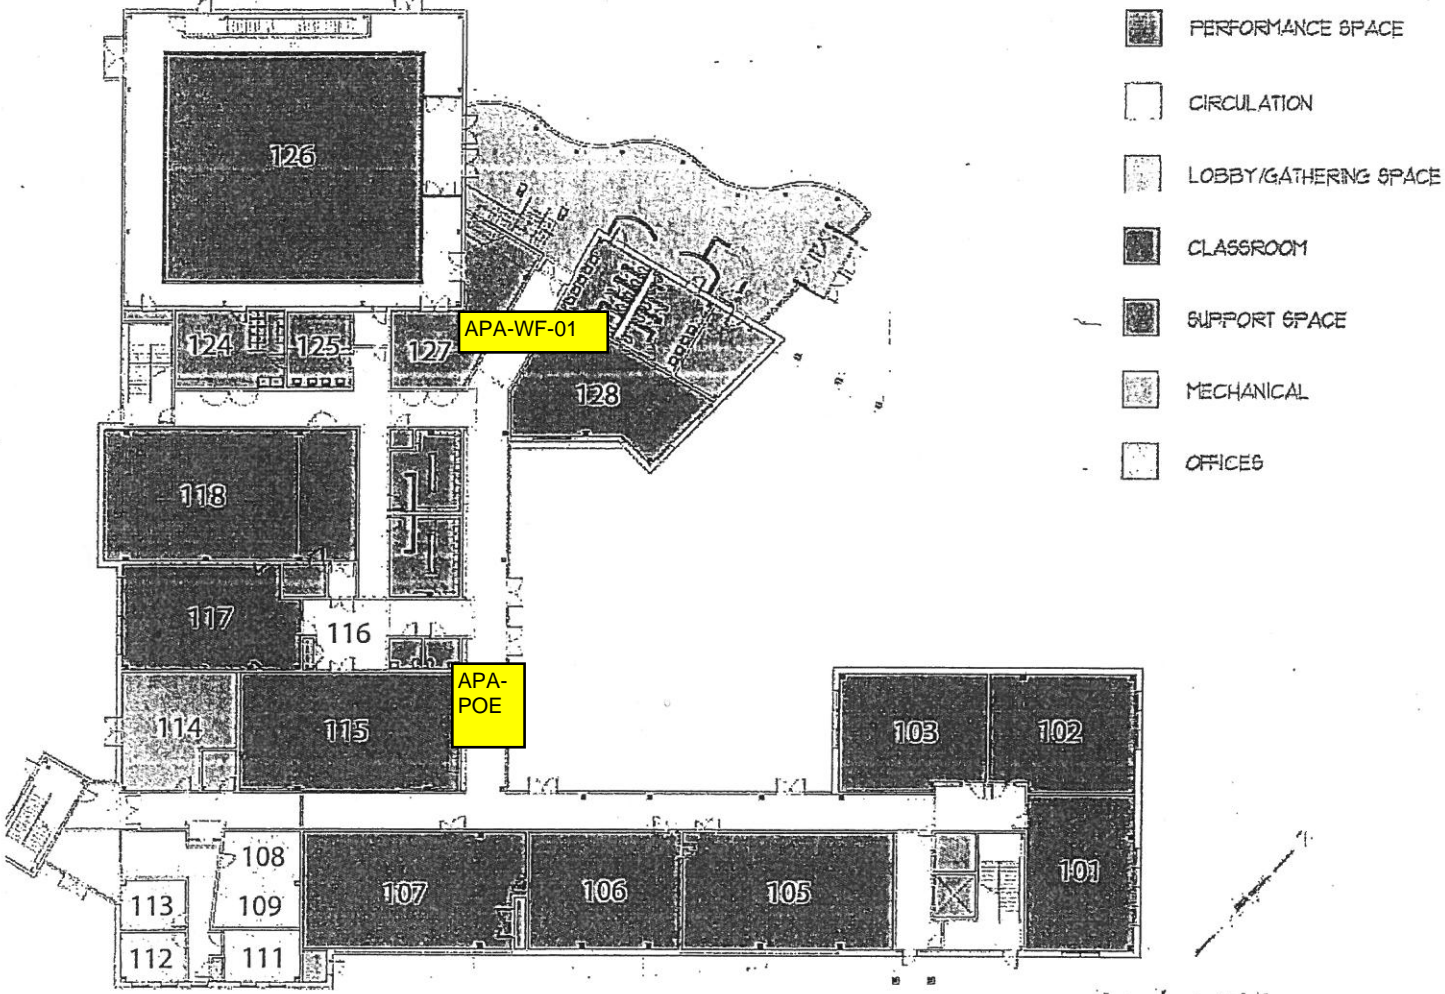 PERFORMANCE SPACE
CIRCULATION
LOBBY/GATHERING SPACE
CLASSROOM
SUPPORT SPACE
MECHANICAL
OFFICES
126
124
125
127
APA-WF-01
128
118
117
116
APA-
POE
114
115
103
102
101
108
109
107
106
105
113
112
111